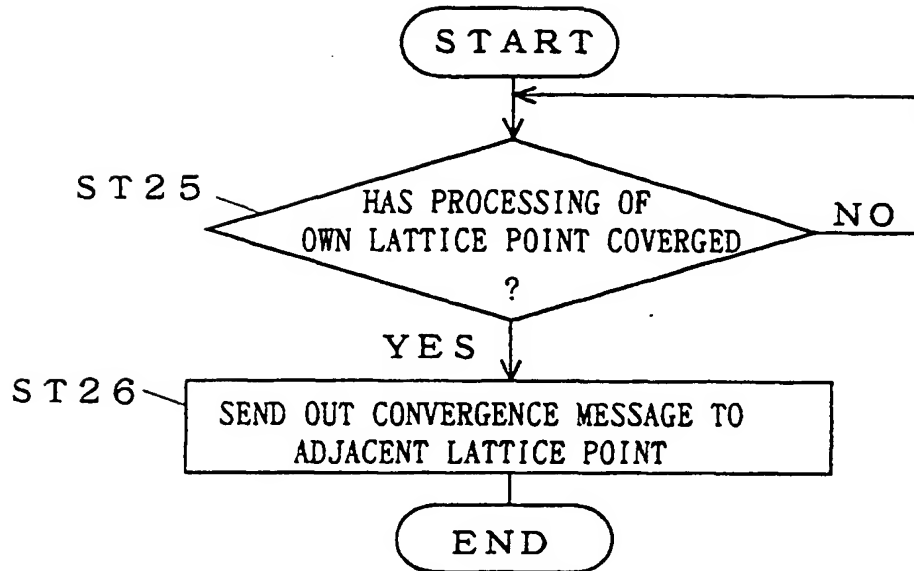 START
ST25
HAS PROCESSING OF
OWN LATTICE POINT COVERGED
?
NO
YES
ST26
SEND OUT CONVERGENCE MESSAGE TO
ADJACENT LATTICE POINT
END